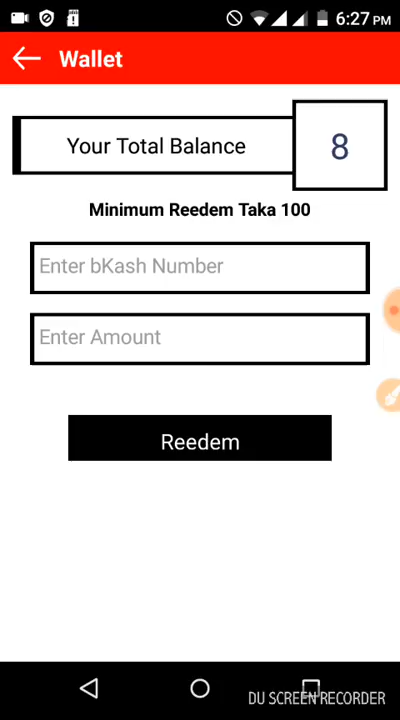 6:27 PM
Wallet
Your Total Balance
8
Minimum Reedem Taka 100
Enter bKash Number
Enter Amount
Reedem
DU SCREEN RECORDER